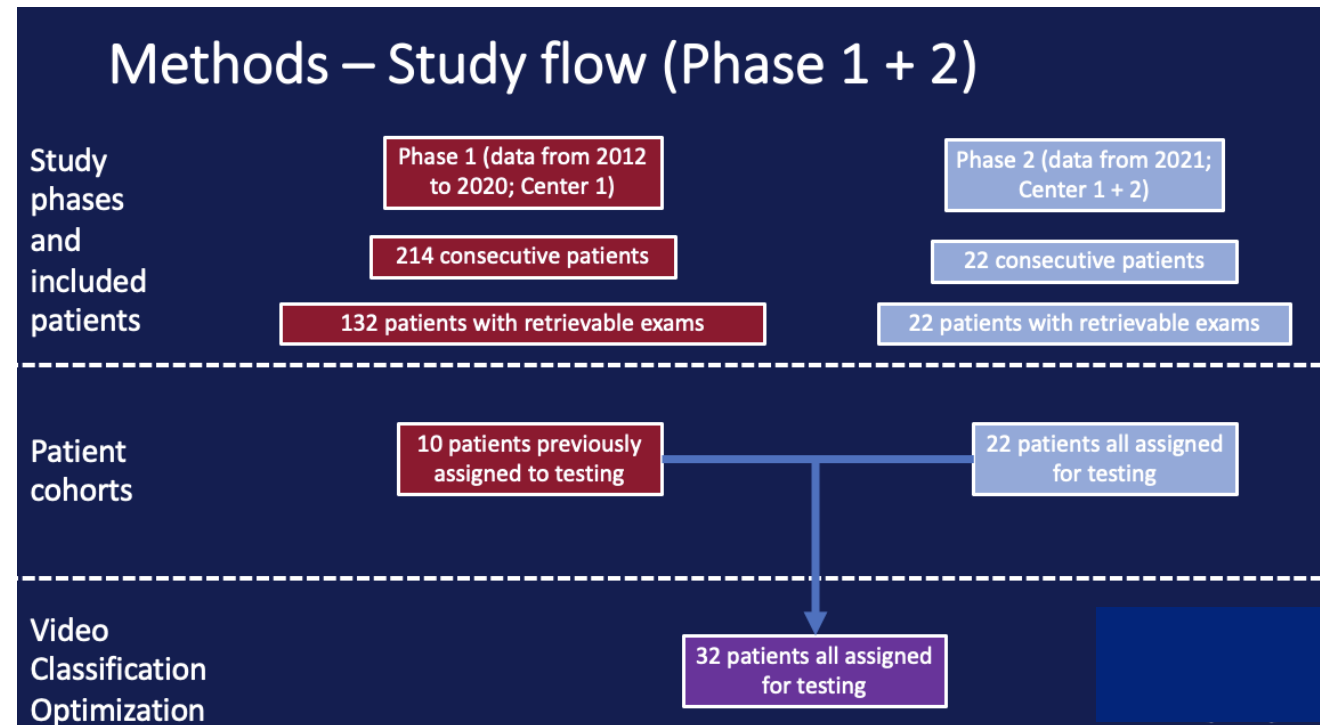 Methods – Study flow (Phase 1 + 2)
Study
phases
and
included
patients
Phase 1 (data from 2012
to 2020; Center 1)
214 consecutive patients
132 patients with retrievable exams
Phase 2 (data from 2021;
Center 1 + 2)
22 consecutive patients
22 patients with retrievable exams
Patient
cohorts
10 patients previously
assigned to testing
22 patients all assigned
for testing
Video
Classification
Optimization
32 patients all assigned
for testing